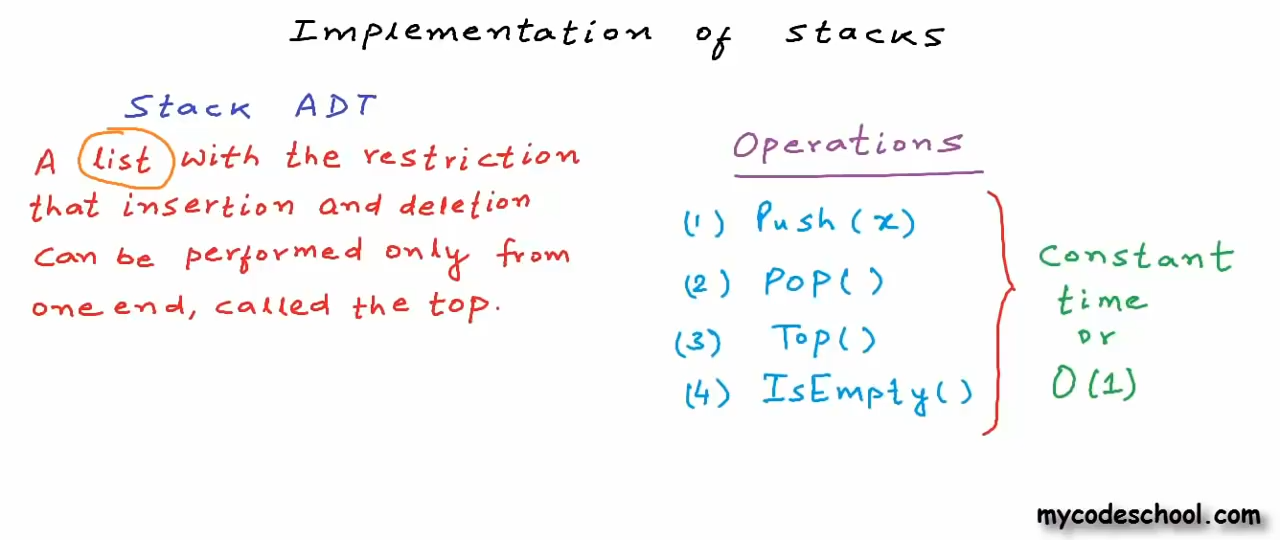 Implementation of stacks
Stack ADT
A list with the restriction
that insertion and deletion
can be performed only from
one end, called the top.
Operations
(1) Push(x)
(2) Pop()
(3) Top()
(4) IsEmpty()
constant
time
or
O(1)
mycodeschool.com